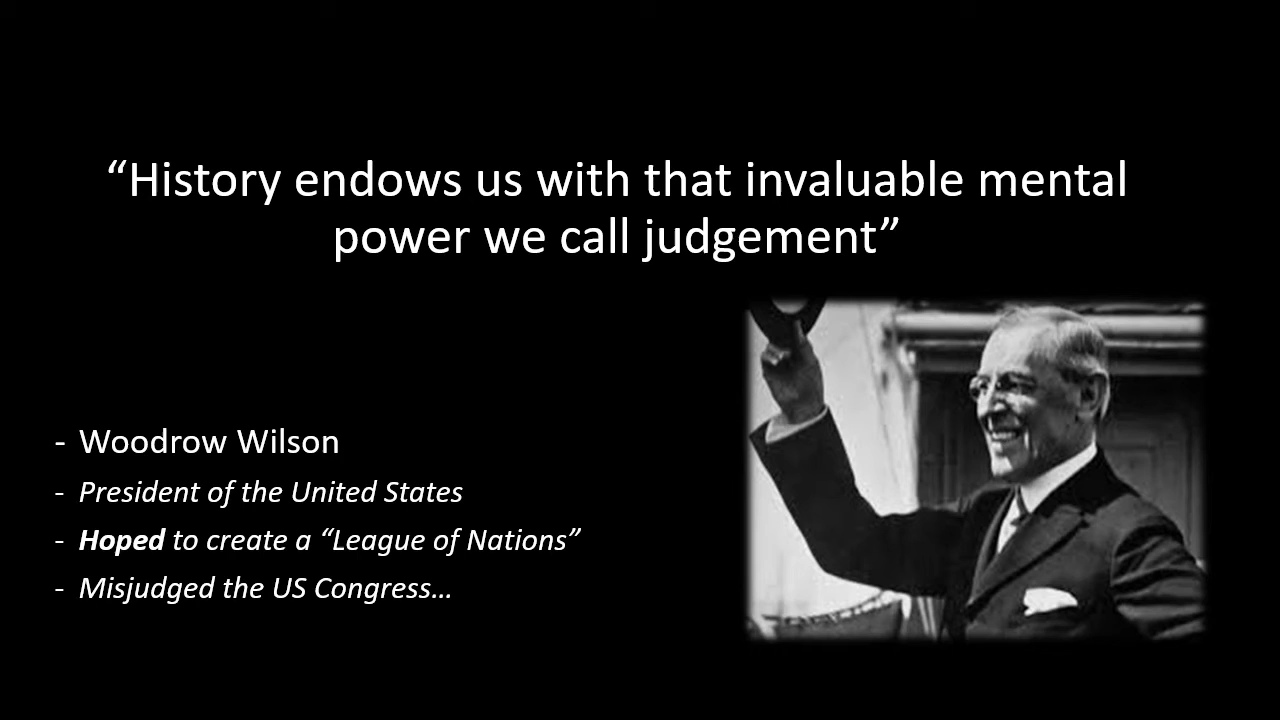 “History endows us with that invaluable mental
power we call judgement”
- Woodrow Wilson
- President of the United States
- Hoped to create a “League of Nations”
- Misjudged the US Congress…